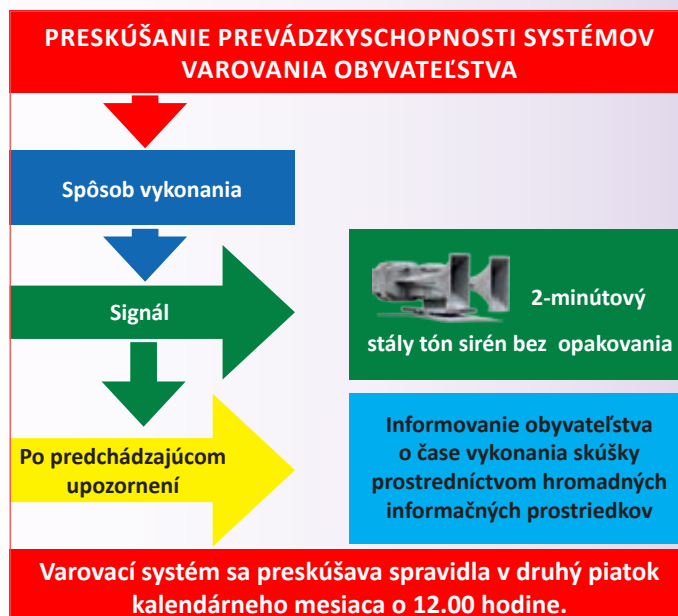 PRESKÚŠANIE PREVÁDZKYSCHOPNOSTI SYSTÉMOV
VAROVANIA OBYVATEĽSTVA
Spôsob vykonania
Signál
2-minútový
stály tón sirén bez opakovania
Po predchádzajúcom
upozornení
Informovanie obyvateľstva
o čase vykonania skúšky
prostredníctvom hromadných
informačných prostriedkov
Varovací systém sa preskúšava spravidla v druhý piatok
kalendárneho mesiaca o 12.00 hodine.